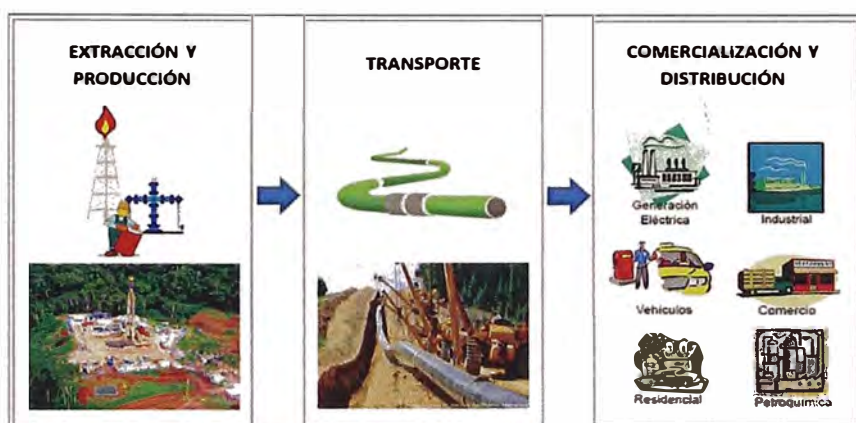 EXTRACCIÓN Y
PRODUCCIÓN
TRANSPORTE
COMERCIALIZACIÓN Y
DISTRIBUCIÓN
Generación
Eléctrica
Industrial
Vehículos
Comercio
Residencial
Petroquímica